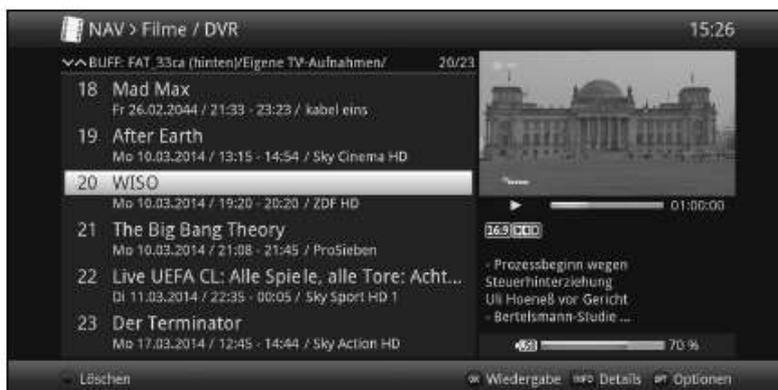 NAV > Filme / DVR
15:26
BUFF: FAT_33ca (hinten)/Eigene TV-Aufnahmen/ 20/23
18 Mad Max
Fr 26.02.2044 / 21:33 - 23:23 / kabel eins
19 After Earth
Mo 10.03.2014 / 13:15 - 14:54 / Sky Cinema HD
20 WISO
Mo 10.03.2014 / 19:20 - 20:20 / ZDF HD
21 The Big Bang Theory
Mo 10.03.2014 / 21:08 - 21:45 / ProSieben
22 Live UEFA CL: Alle Spiele, alle Tore: Acht...
Di 11.03.2014 / 22:35 - 00:05 / Sky Sport HD 1
23 Der Terminator
Mo 17.03.2014 / 12:45 - 14:44 / Sky Action HD
01:00:00
16:9
- Prozessbeginn wegen
Steuerhinterziehung
Uli Hoeneß vor Gericht
- Bertelsmann-Studie ...
USB 70 %
Löschen
OK Wiedergabe INFO Details OPT Optionen